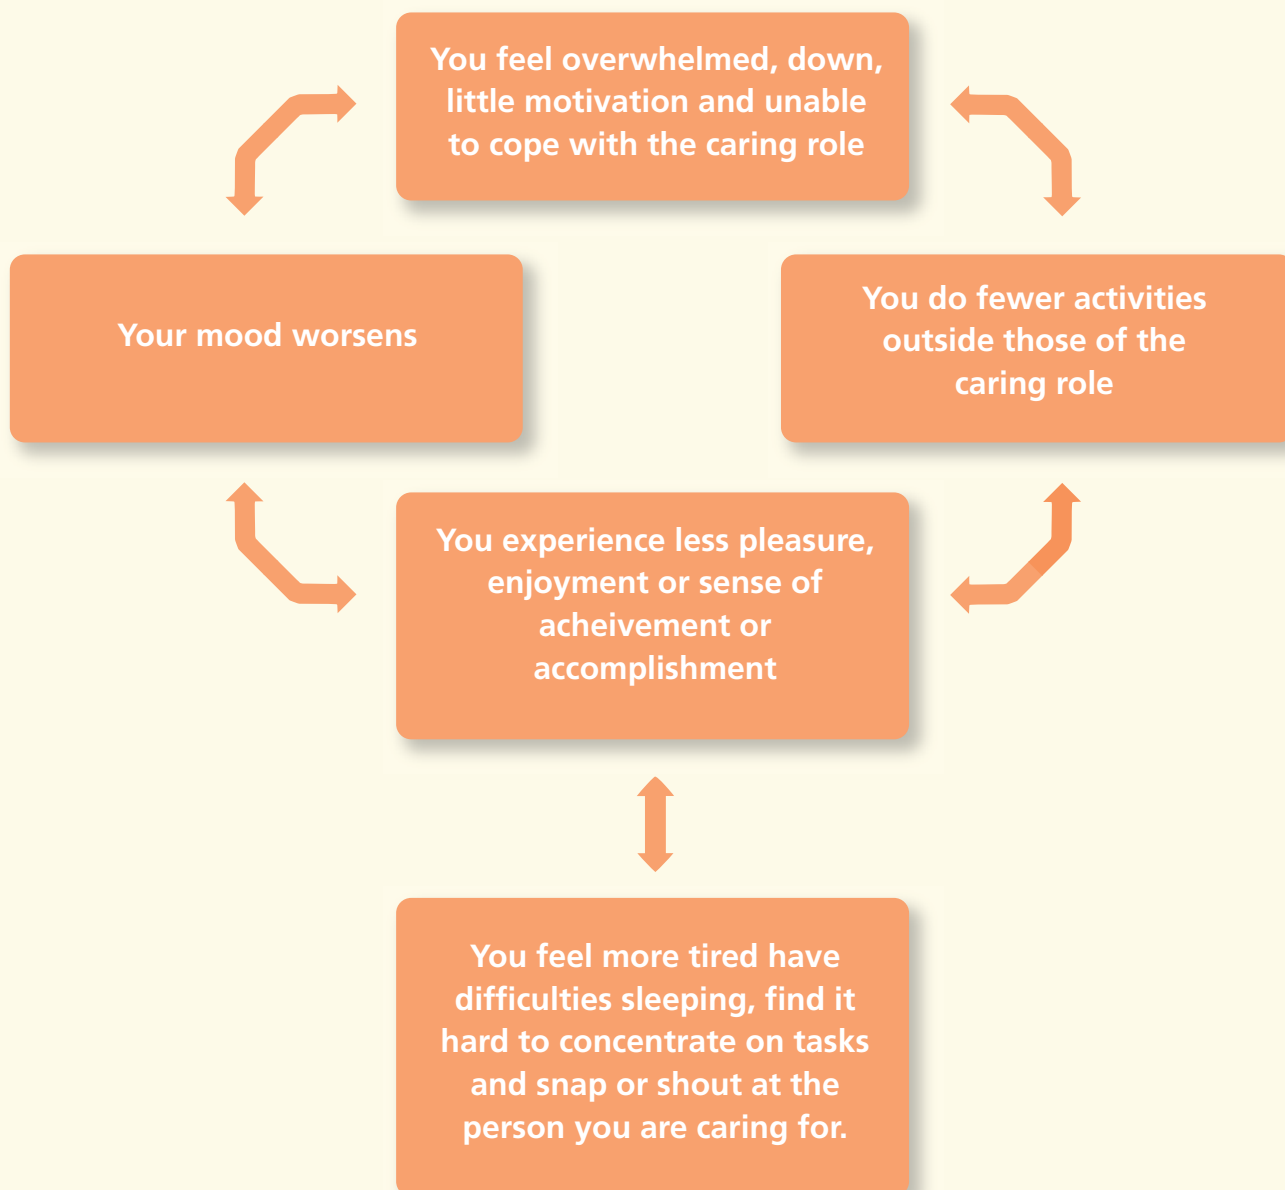 You feel overwhelmed, down,
little motivation and unable
to cope with the caring role
Your mood worsens
You do fewer activities
outside those of the
caring role
You experience less pleasure,
enjoyment or sense of
acheivement or
accomplishment
You feel more tired have
difficulties sleeping, find it
hard to concentrate on tasks
and snap or shout at the
person you are caring for.